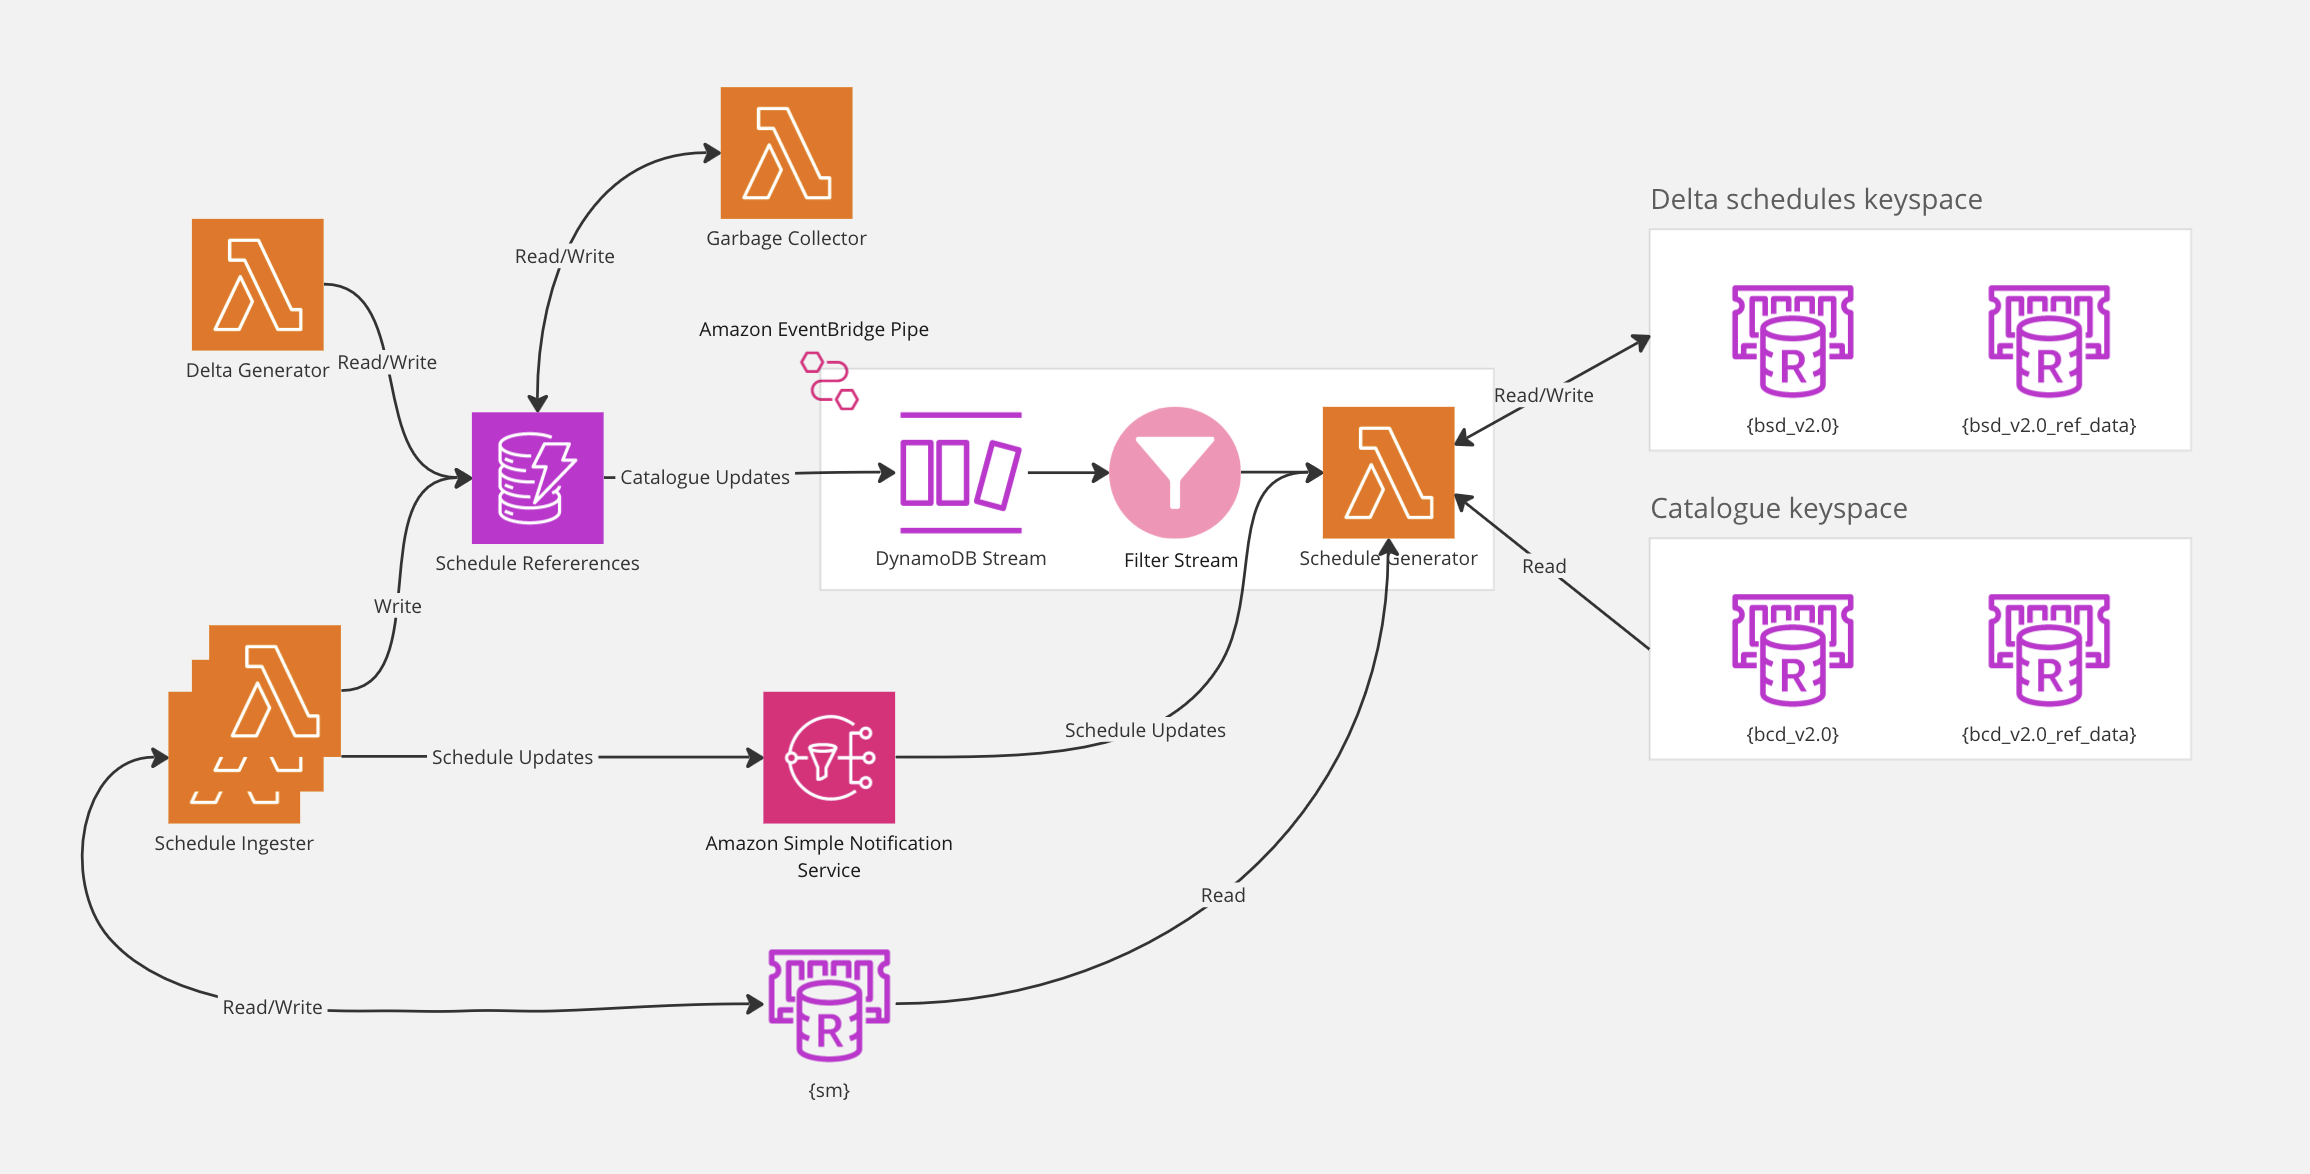 Garbage Collector
Read/Write
Delta Generator
Read/Write
Amazon EventBridge Pipe
Delta schedules keyspace
R
R
{bsd_v2.0}
{bsd_v2.0_ref_data}
Read/Write
Schedule Refererences
Catalogue Updates
DynamoDB Stream
Filter Stream
Schedule Generator
Catalogue keyspace
Read
R
R
{bcd_v2.0}
{bcd_v2.0_ref_data}
Write
Schedule Ingester
Schedule Updates
Amazon Simple Notification
Service
Schedule Updates
Read
Read/Write
R
{sm}